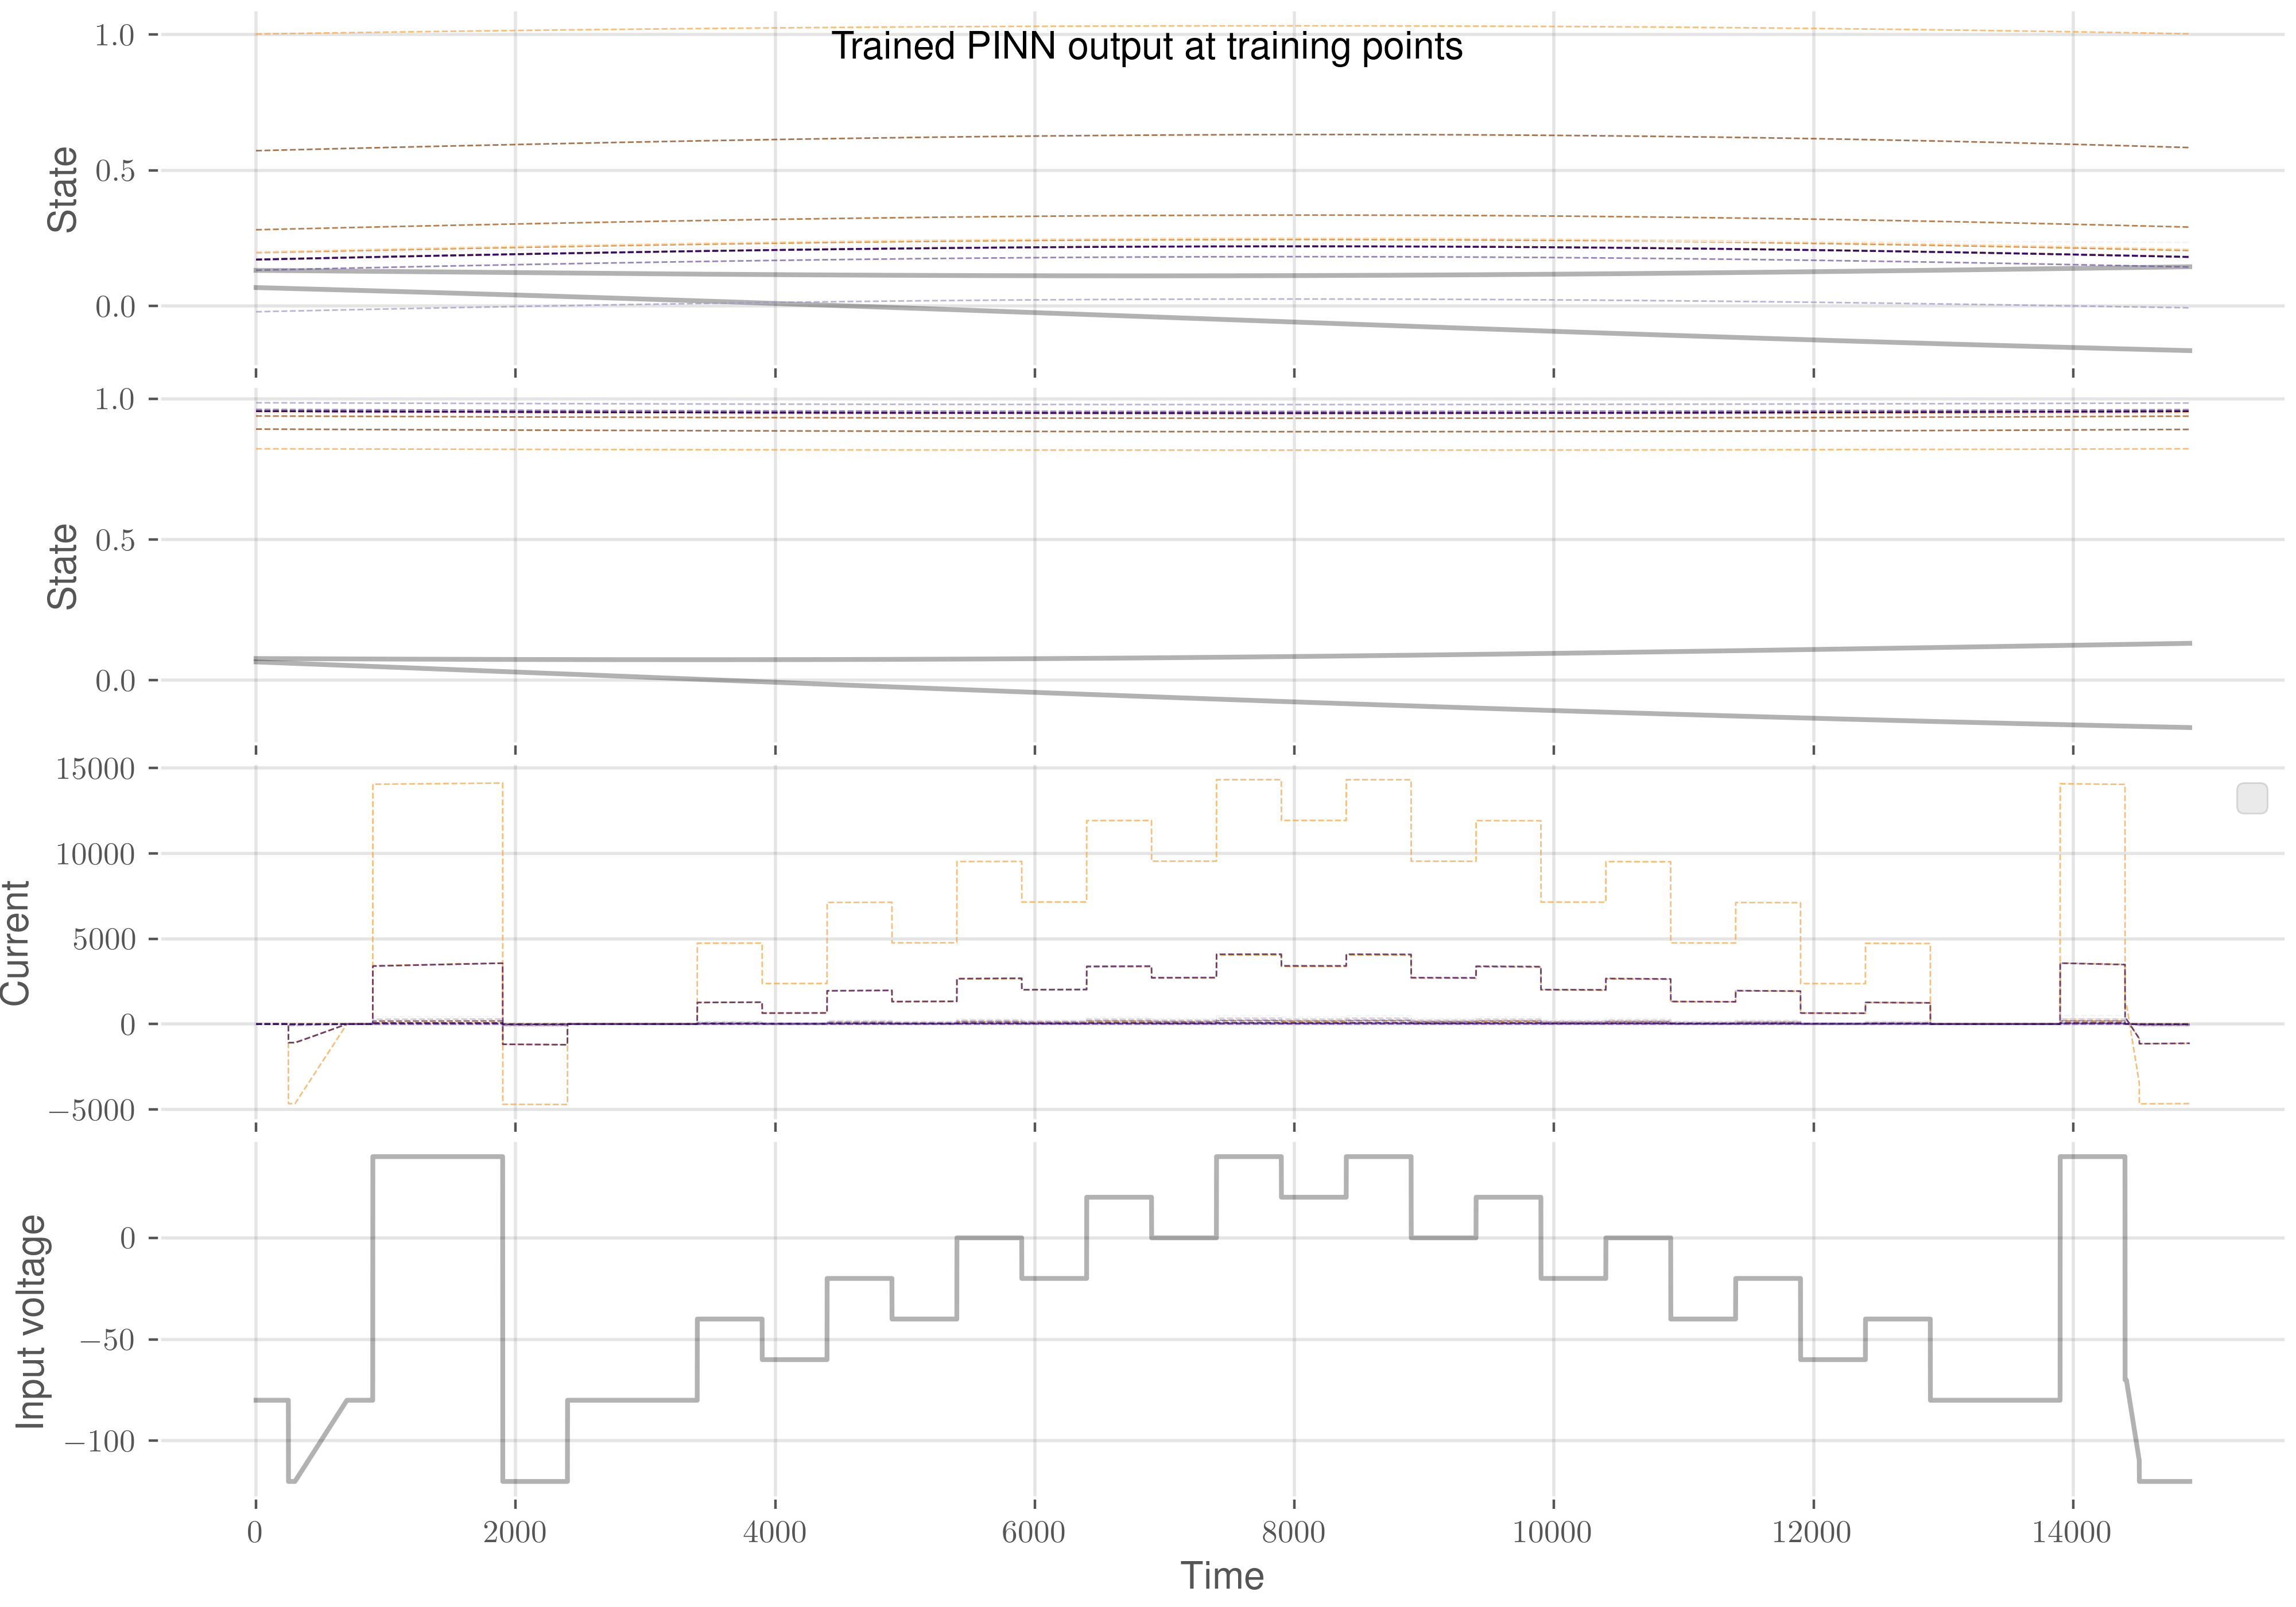 Trained PINN output at training points
State
1.0
0.5
0.0
State
1.0
0.5
0.0
Current
15000
10000
5000
0
−5000
Input voltage
0
−50
−100
0 2000 4000 6000 8000 10000 12000 14000
Time